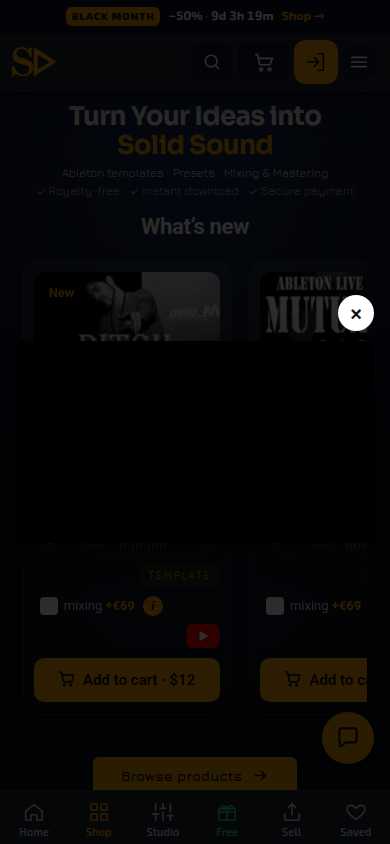 BLACK MONTH −50% · 9d 3h 19m Shop →
SD
Turn Your Ideas into
Solid Sound
Ableton templates · Presets · Mixing & Mastering
✓ Royalty-free ✓ Instant download ✓ Secure payment
What's new
New
ABLETON LIVE
×
TEMPLATE
mixing +€69 i
mixing +€69
Add to cart · $12
Add to ca
Browse products →
Home Shop Studio Free Sell Saved